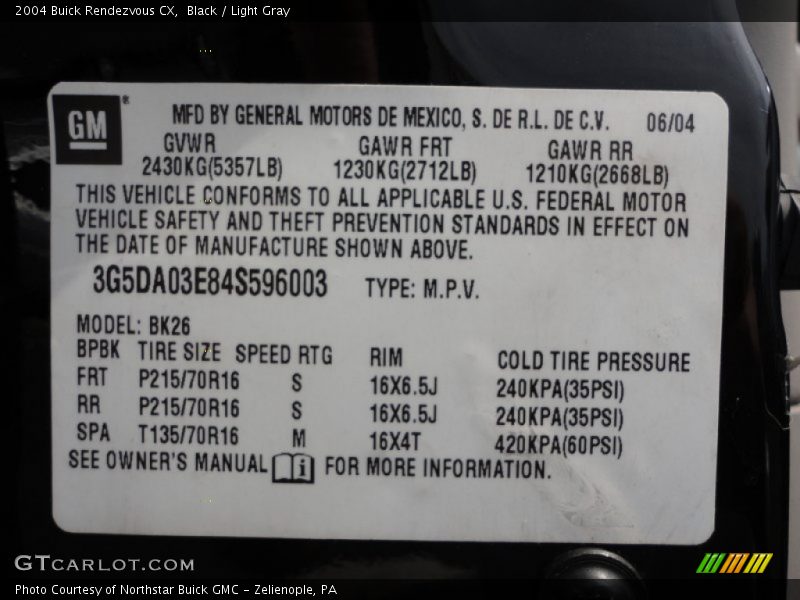 2004 Buick Rendezvous CX,  Black / Light Gray
GM®
MFD BY GENERAL MOTORS DE MEXICO, S. DE R.L. DE C.V. 06/04
GVWR GAWR FRT GAWR RR
2430KG(5357LB) 1230KG(2712LB) 1210KG(2668LB)
THIS VEHICLE CONFORMS TO ALL APPLICABLE U.S. FEDERAL MOTOR
VEHICLE SAFETY AND THEFT PREVENTION STANDARDS IN EFFECT ON
THE DATE OF MANUFACTURE SHOWN ABOVE.
3G5DA03E84S596003 TYPE: M.P.V.
MODEL: BK26
BPBK TIRE SIZE SPEED RTG RIM COLD TIRE PRESSURE
FRT P215/70R16 S 16X6.5J 240KPA(35PSI)
RR P215/70R16 S 16X6.5J 240KPA(35PSI)
SPA T135/70R16 M 16X4T 420KPA(60PSI)
SEE OWNER'S MANUAL i FOR MORE INFORMATION.
GTCARLOT.COM
Photo Courtesy of Northstar Buick GMC - Zelienople, PA